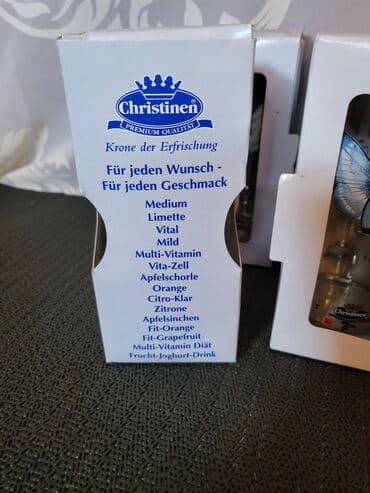 Christinen®
PREMIUM QUALITÄT
Krone der Erfrischung
Für jeden Wunsch -
Für jeden Geschmack
Medium
Limette
Vital
Mild
Multi-Vitamin
Vita-Zell
Apfelschorle
Orange
Citro-Klar
Zitrone
Apfelsinchen
Fit-Orange
Fit-Grapefruit
Multi-Vitamin Diät
Frucht-Joghurt-Drink
Christinen